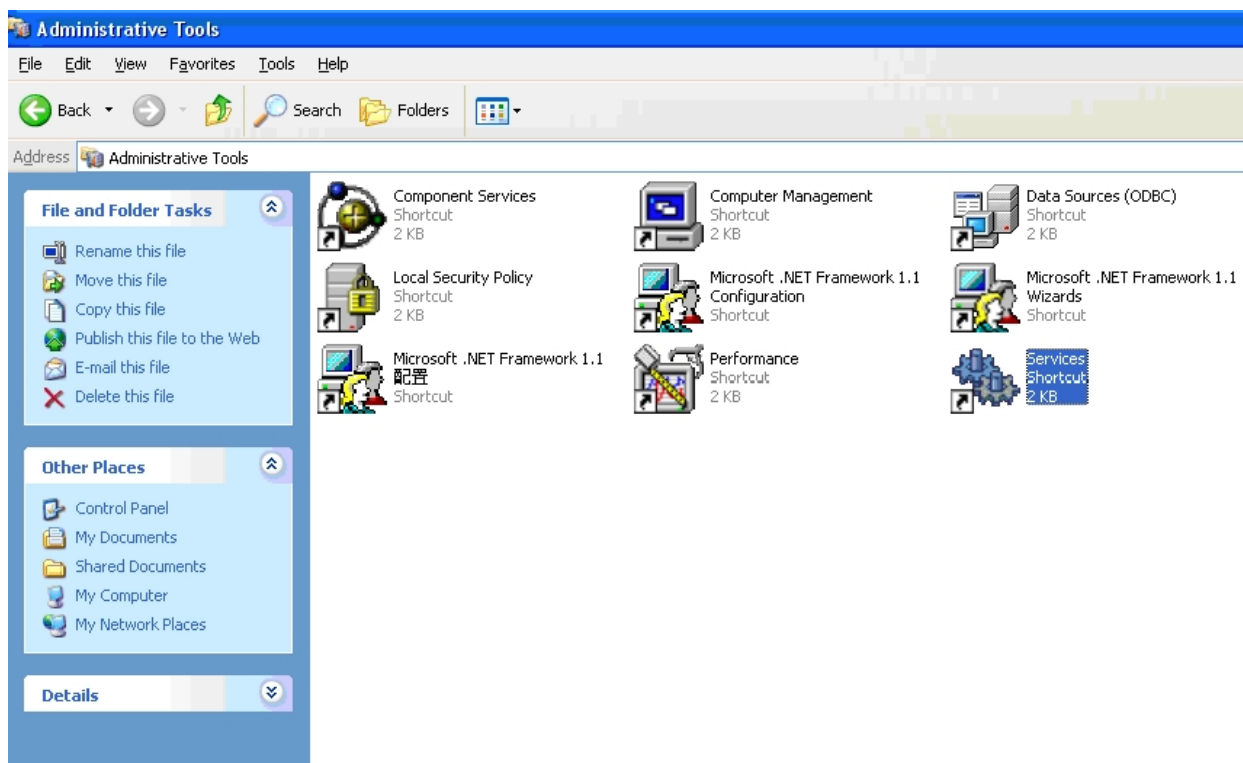 Administrative Tools
File Edit View Favorites Tools Help
Back Search Folders
Address Administrative Tools
File and Folder Tasks
Rename this file
Move this file
Copy this file
Publish this file to the Web
E-mail this file
Delete this file
Other Places
Control Panel
My Documents
Shared Documents
My Computer
My Network Places
Details
Component Services
Shortcut
2 KB
Computer Management
Shortcut
2 KB
Data Sources (ODBC)
Shortcut
2 KB
Local Security Policy
Shortcut
2 KB
Microsoft .NET Framework 1.1
Configuration
Shortcut
Microsoft .NET Framework 1.1
Wizards
Shortcut
Microsoft .NET Framework 1.1
配置
Shortcut
Performance
Shortcut
2 KB
Services
Shortcut
2 KB